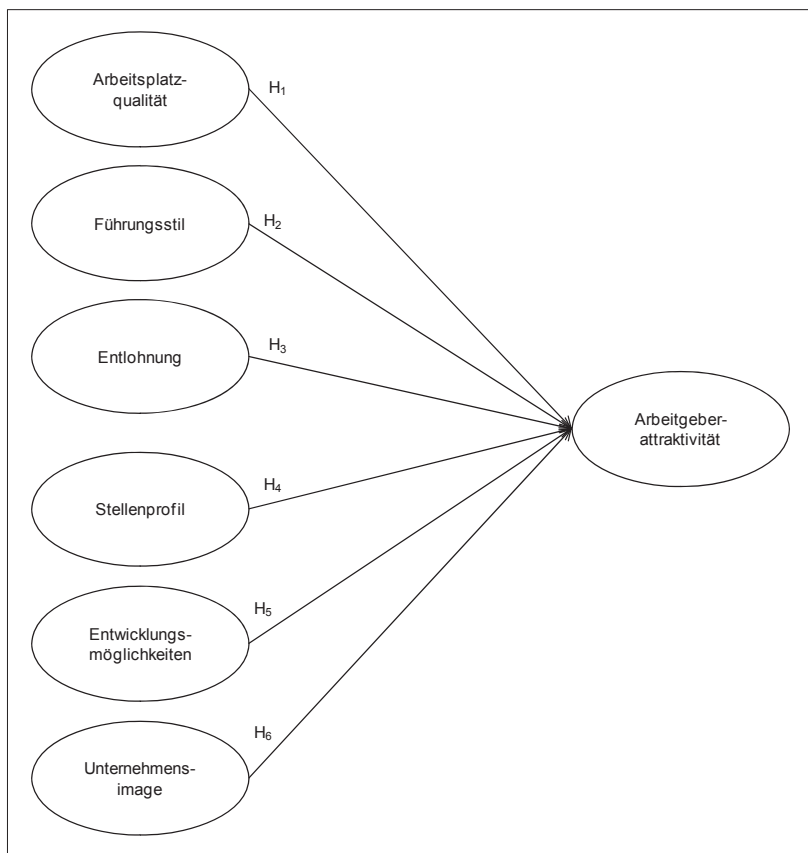 Arbeitsplatz-
qualität
H₁
Führungsstil
H₂
Entlohnung
H₃
Arbeitgeber-
attraktivität
Stellenprofil
H₄
Entwicklungs-
möglichkeiten
H₅
Unternehmens-
image
H₆